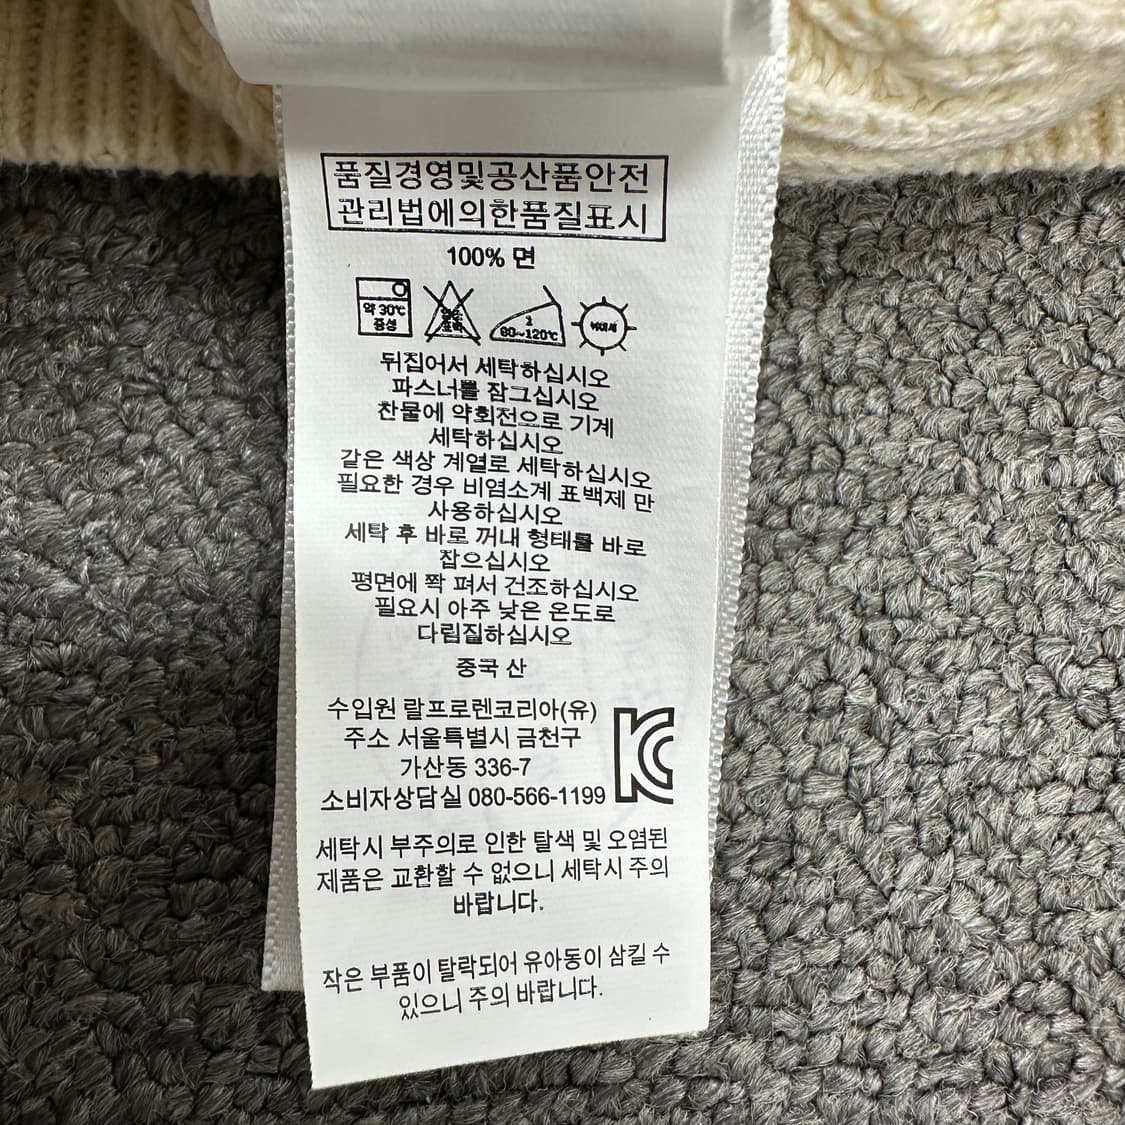 품질경영및공산품안전
관리법에의한품질표시
100% 면
약 30℃
중성
염소
표백
1
80~120℃
뉘어서
뒤집어서 세탁하십시오
파스너를 잠그십시오
찬물에 약회전으로 기계
세탁하십시오
같은 색상 계열로 세탁하십시오
필요한 경우 비염소계 표백제 만
사용하십시오
세탁 후 바로 꺼내 형태를 바로
잡으십시오
평면에 쫙 펴서 건조하십시오
필요시 아주 낮은 온도로
다림질하십시오
중국 산
수입원 랄프로렌코리아(유)
주소 서울특별시 금천구
가산동 336-7
소비자상담실 080-566-1199
KC
세탁시 부주의로 인한 탈색 및 오염된
제품은 교환할 수 없으니 세탁시 주의
바랍니다.
작은 부품이 탈락되어 유아동이 삼킬 수
있으니 주의 바랍니다.